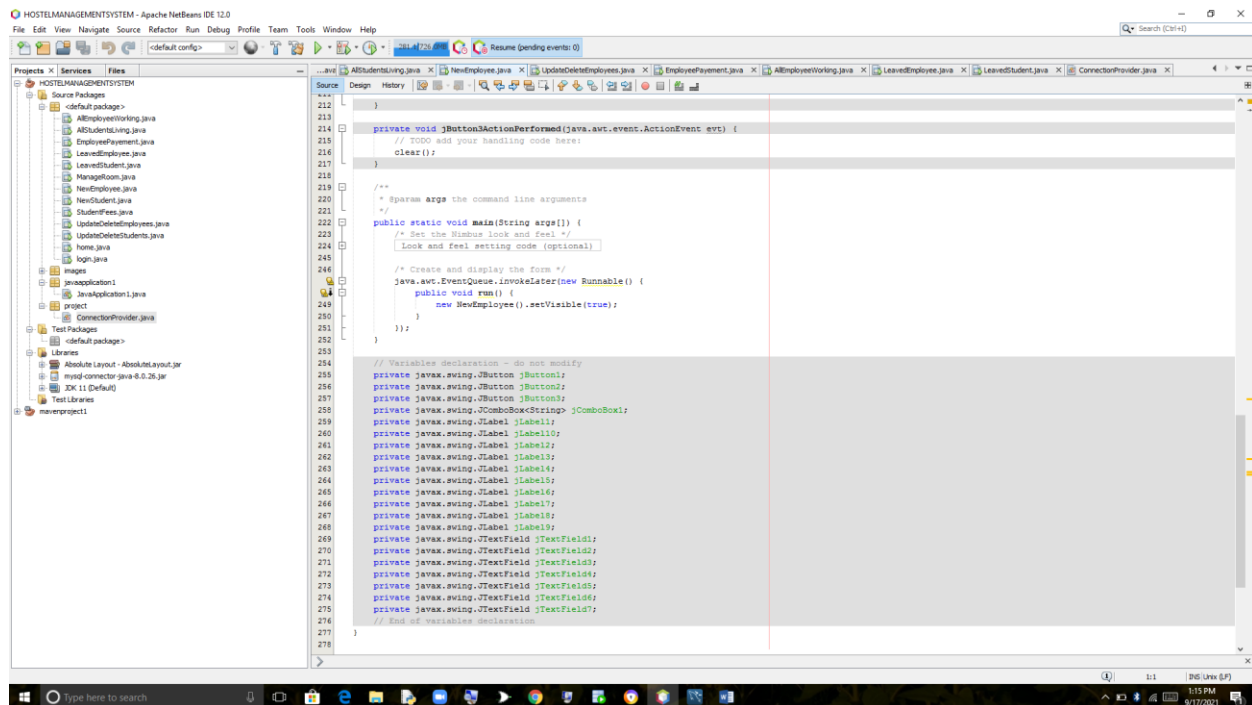 HOSTELMANAGEMENTSYSTEM - Apache NetBeans IDE 12.0
File Edit View Navigate Source Refactor Run Debug Profile Team Tools Window Help
Search (Ctrl+I)
<default config>
Resume (pending events: 0)
Projects Services Files
...ave AllStudentsLiving.java NewEmployee.java UpdateDeleteEmployees.java EmployeePayement.java AllEmployeeWorking.java LeavedEmployee.java LeavedStudent.java ConnectionProvider.java
Source Design History
HOSTELMANAGEMENTSYSTEM
Source Packages
<default package>
AllEmployeeWorking.java
AllStudentsLiving.java
EmployeePayement.java
LeavedEmployee.java
LeavedStudent.java
ManageRoom.java
NewEmployee.java
NewStudent.java
StudentFees.java
UpdateDeleteEmployees.java
UpdateDeleteStudents.java
home.java
login.java
images
javaapplication1
JavaApplication1.java
project
ConnectionProvider.java
Test Packages
<default package>
Libraries
Absolute Layout - AbsoluteLayout.jar
mysql-connector-java-8.0.26.jar
JDK 11 (Default)
Test Libraries
mavenproject1
212 }
213
214 private void jButton3ActionPerformed(java.awt.event.ActionEvent evt) {
215 // TODO add your handling code here:
216 clear();
217 }
218
219 /**
220 * @param args the command line arguments
221 */
222 public static void main(String args[]) {
223 /* Set the Nimbus look and feel */
224 Look and feel setting code (optional)
245
246 /* Create and display the form */
java.awt.EventQueue.invokeLater(new Runnable() {
public void run() {
249 new NewEmployee().setVisible(true);
250 }
251 });
252 }
253
254 // Variables declaration - do not modify
255 private javax.swing.JButton jButton1;
256 private javax.swing.JButton jButton2;
257 private javax.swing.JButton jButton3;
258 private javax.swing.JComboBox<String> jComboBox1;
259 private javax.swing.JLabel jLabel1;
260 private javax.swing.JLabel jLabel10;
261 private javax.swing.JLabel jLabel2;
262 private javax.swing.JLabel jLabel3;
263 private javax.swing.JLabel jLabel4;
264 private javax.swing.JLabel jLabel5;
265 private javax.swing.JLabel jLabel6;
266 private javax.swing.JLabel jLabel7;
267 private javax.swing.JLabel jLabel8;
268 private javax.swing.JLabel jLabel9;
269 private javax.swing.JTextField jTextField1;
270 private javax.swing.JTextField jTextField2;
271 private javax.swing.JTextField jTextField3;
272 private javax.swing.JTextField jTextField4;
273 private javax.swing.JTextField jTextField5;
274 private javax.swing.JTextField jTextField6;
275 private javax.swing.JTextField jTextField7;
276 // End of variables declaration
277 }
278
1:1 INS Unix (LF)
Type here to search
1:15 PM
9/17/2021